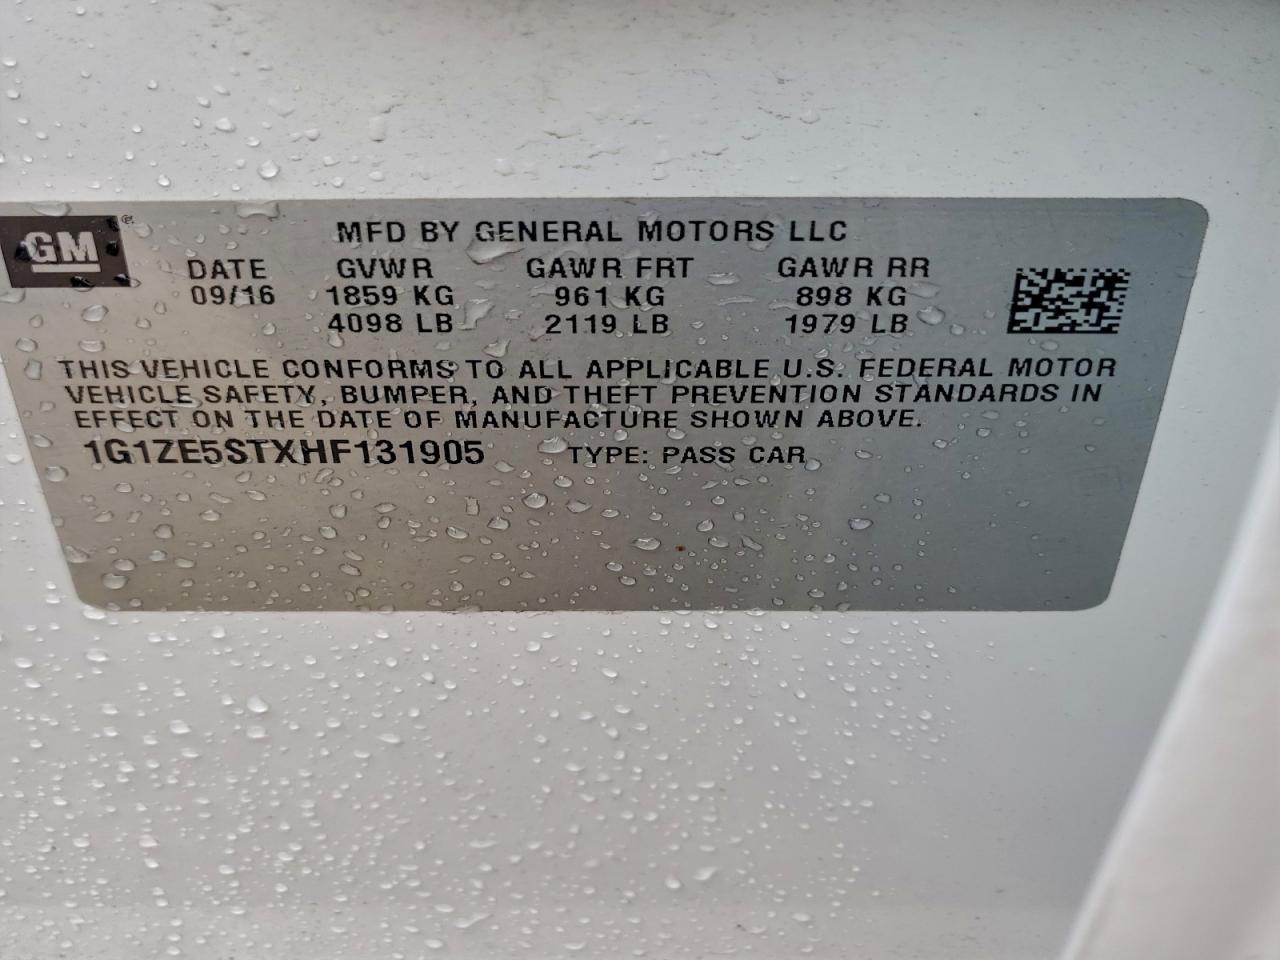 GM
MFD BY GENERAL MOTORS LLC
DATE GVWR GAWR FRT GAWR RR
09/16 1859 KG 961 KG 898 KG
4098 LB 2119 LB 1979 LB
THIS VEHICLE CONFORMS TO ALL APPLICABLE U.S. FEDERAL MOTOR
VEHICLE SAFETY, BUMPER, AND THEFT PREVENTION STANDARDS IN
EFFECT ON THE DATE OF MANUFACTURE SHOWN ABOVE.
1G1ZE5STXHF131905 TYPE: PASS CAR